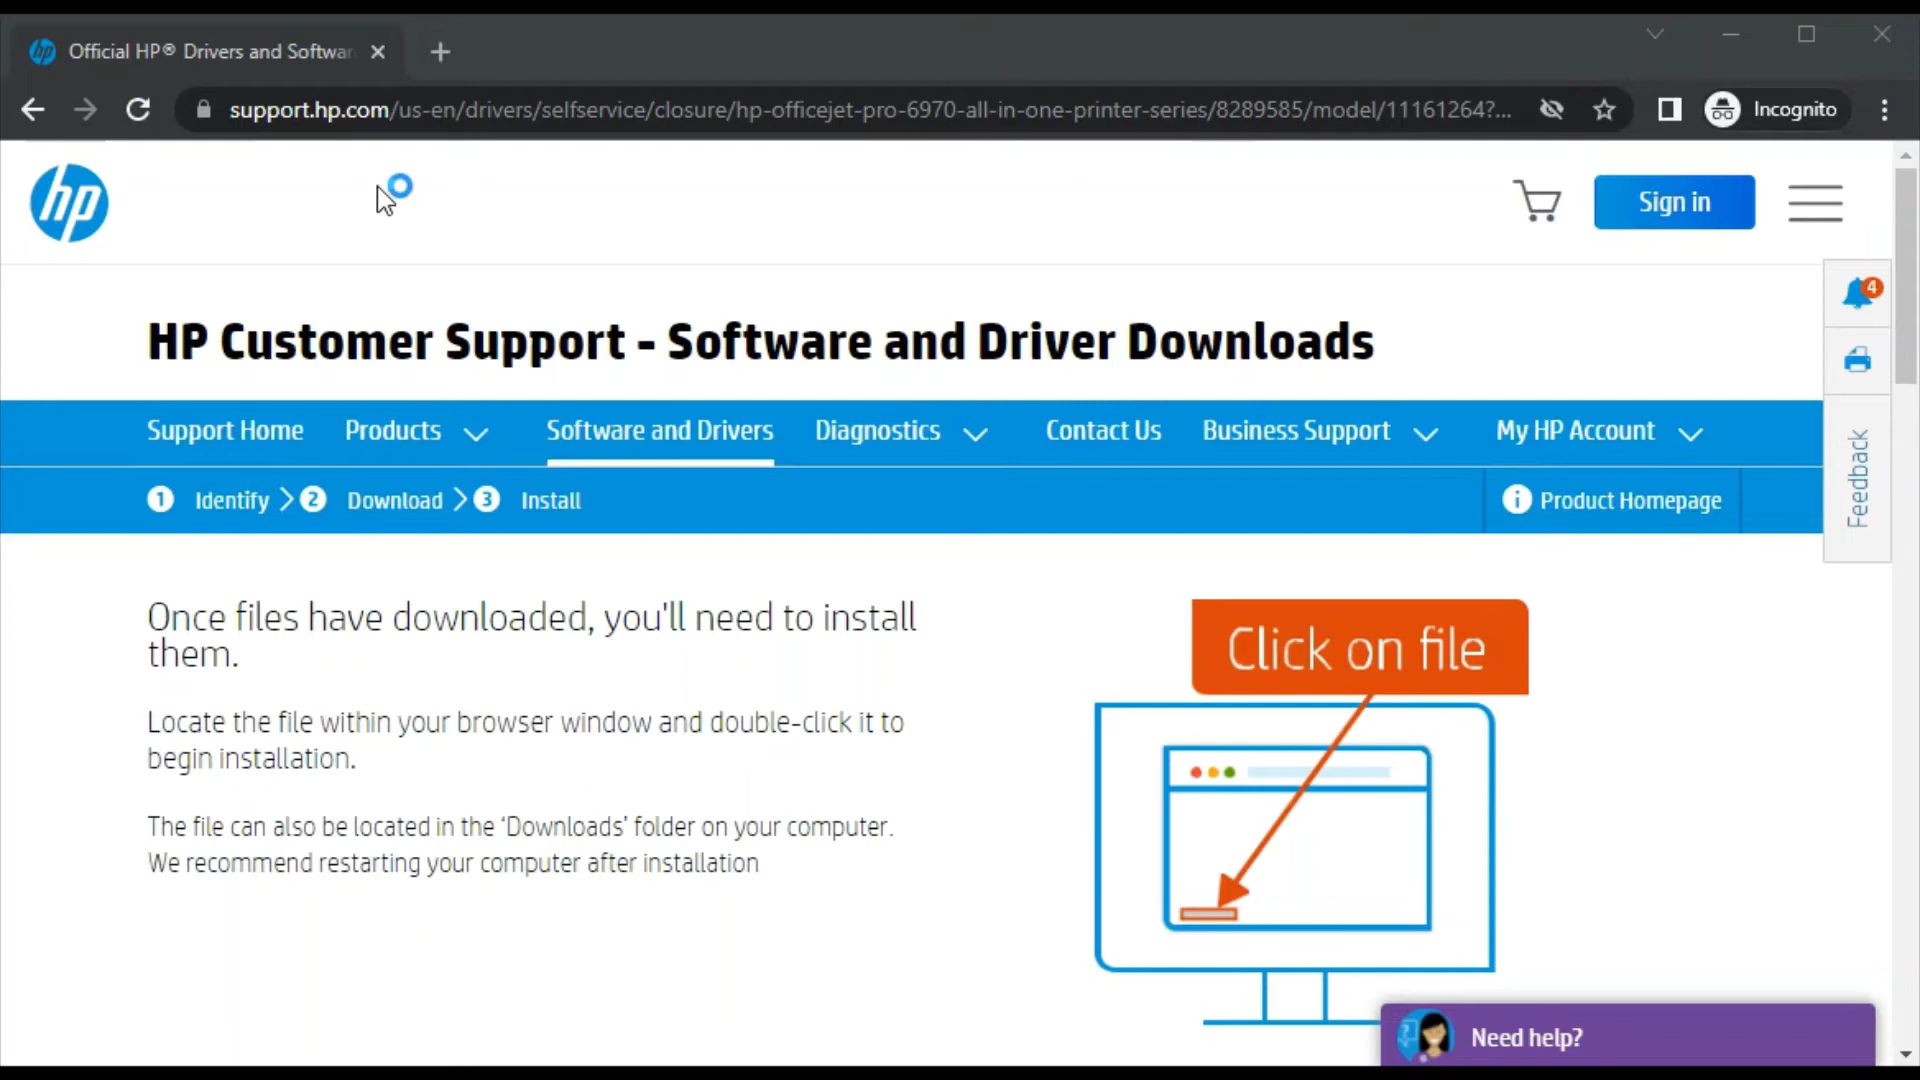 Official HP® Drivers and Softwar
support.hp.com/us-en/drivers/selfservice/closure/hp-officejet-pro-6970-all-in-one-printer-series/8289585/model/11161264?...
Incognito
hp
Sign in
4
HP Customer Support - Software and Driver Downloads
Support Home Products Software and Drivers Diagnostics Contact Us Business Support My HP Account
Feedback
1 Identify 2 Download 3 Install
Product Homepage
Once files have downloaded, you'll need to install
them.
Locate the file within your browser window and double-click it to
begin installation.
The file can also be located in the ‘Downloads’ folder on your computer.
We recommend restarting your computer after installation
Click on file
Need help?